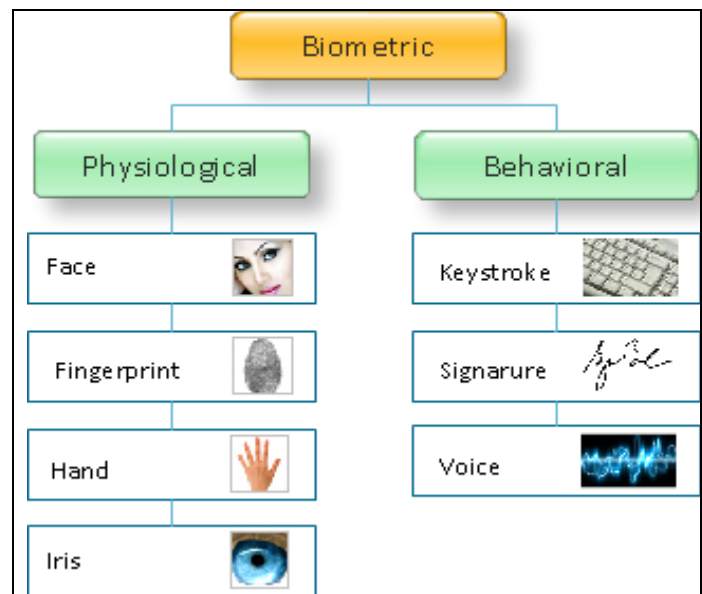 Biometric
Physiological
Behavioral
Face
Fingerprint
Hand
Iris
Keystroke
Signarure
Voice